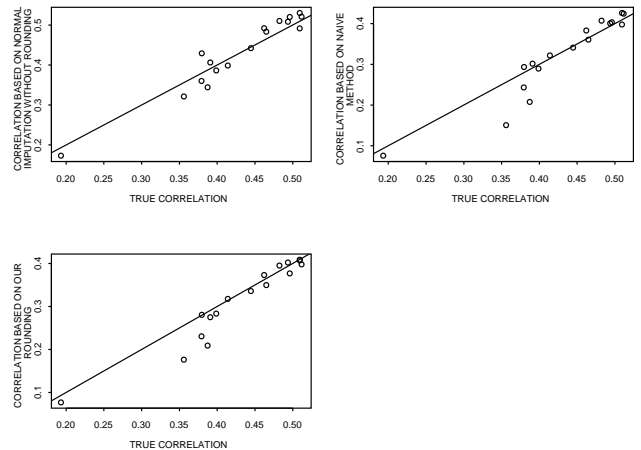 CORRELATION BASED ON NORMAL
IMPUTATION WITHOUT ROUNDING
0.5
0.4
0.3
0.2
0.20 0.25 0.30 0.35 0.40 0.45 0.50
TRUE CORRELATION
CORRELATION BASED ON NAIVE
METHOD
0.4
0.3
0.2
0.1
0.20 0.25 0.30 0.35 0.40 0.45 0.50
TRUE CORRELATION
CORRELATION BASED ON OUR
ROUNDING
0.4
0.3
0.2
0.1
0.20 0.25 0.30 0.35 0.40 0.45 0.50
TRUE CORRELATION